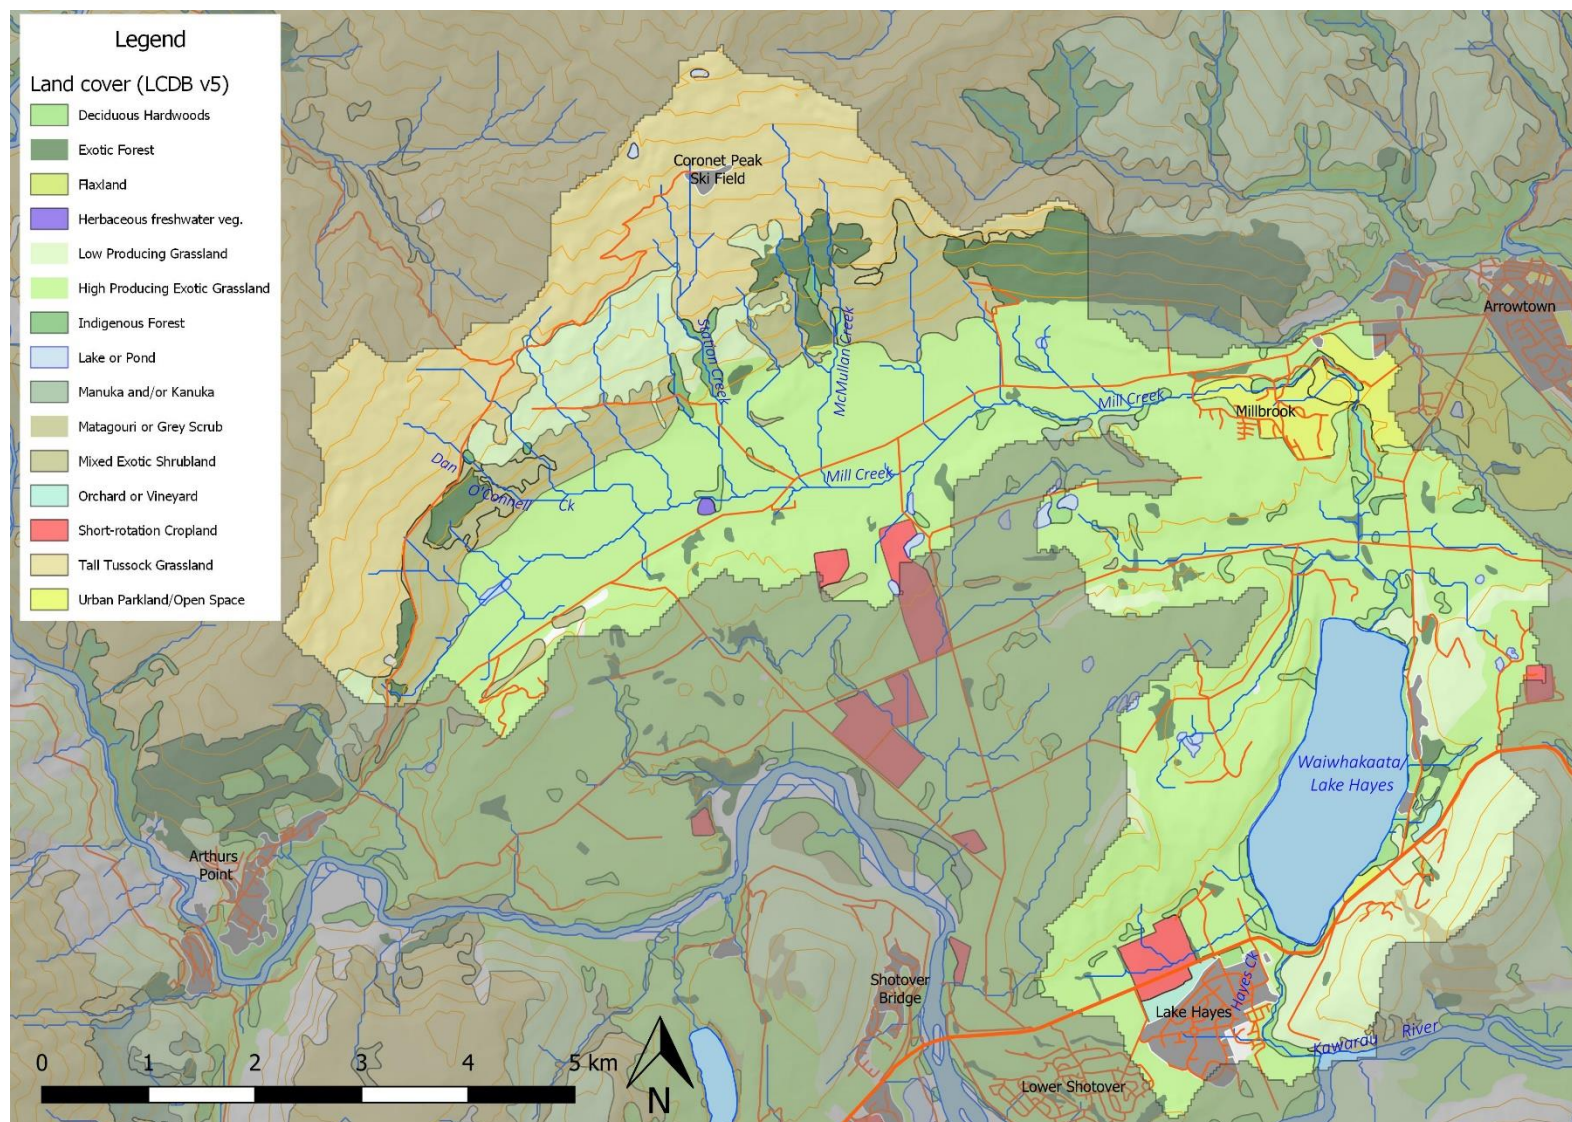 Legend
Land cover (LCDB v5)
Deciduous Hardwoods
Exotic Forest
Flaxland
Herbaceous freshwater veg.
Low Producing Grassland
High Producing Exotic Grassland
Indigenous Forest
Lake or Pond
Manuka and/or Kanuka
Matagouri or Grey Scrub
Mixed Exotic Shrubland
Orchard or Vineyard
Short-rotation Cropland
Tall Tussock Grassland
Urban Parkland/Open Space
Coronet Peak
Ski Field
Arrowtown
Station Creek
McMullan Creek
Mill Creek
Millbrook
Dan
O'Connell
Ck
Mill Creek
Waiwhakaata/
Lake Hayes
Arthurs
Point
Shotover
Bridge
Hayes Ck
Lake Hayes
Kawarau
River
Lower Shotover
0 1 2 3 4 5 km
N